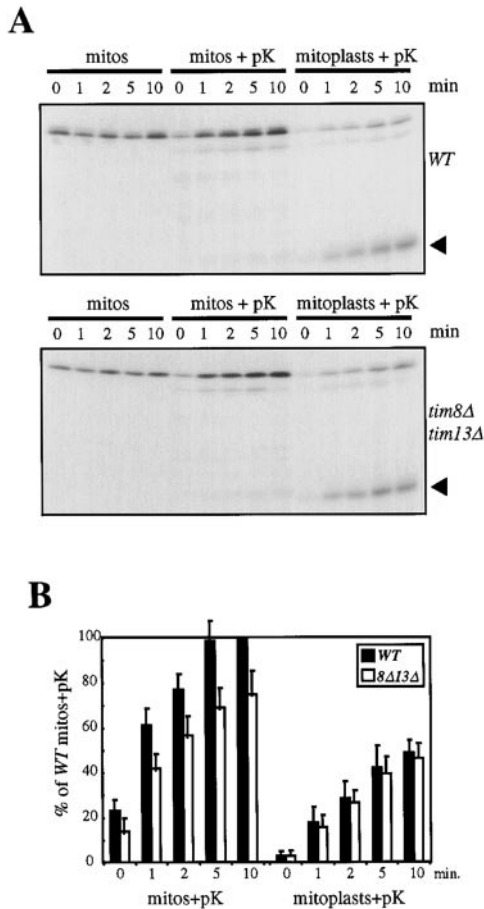 A
mitos mitos + pK mitoplasts + pK
0 1 2 5 10 0 1 2 5 10 0 1 2 5 10 min
WT
mitos mitos + pK mitoplasts + pK
0 1 2 5 10 0 1 2 5 10 0 1 2 5 10 min
tim8Δ
tim13Δ
B
% of WT mitos+pK
100
80
60
40
20
0
WT
8Δ13Δ
0 1 2 5 10 0 1 2 5 10 min.
mitos+pK mitoplasts+pK